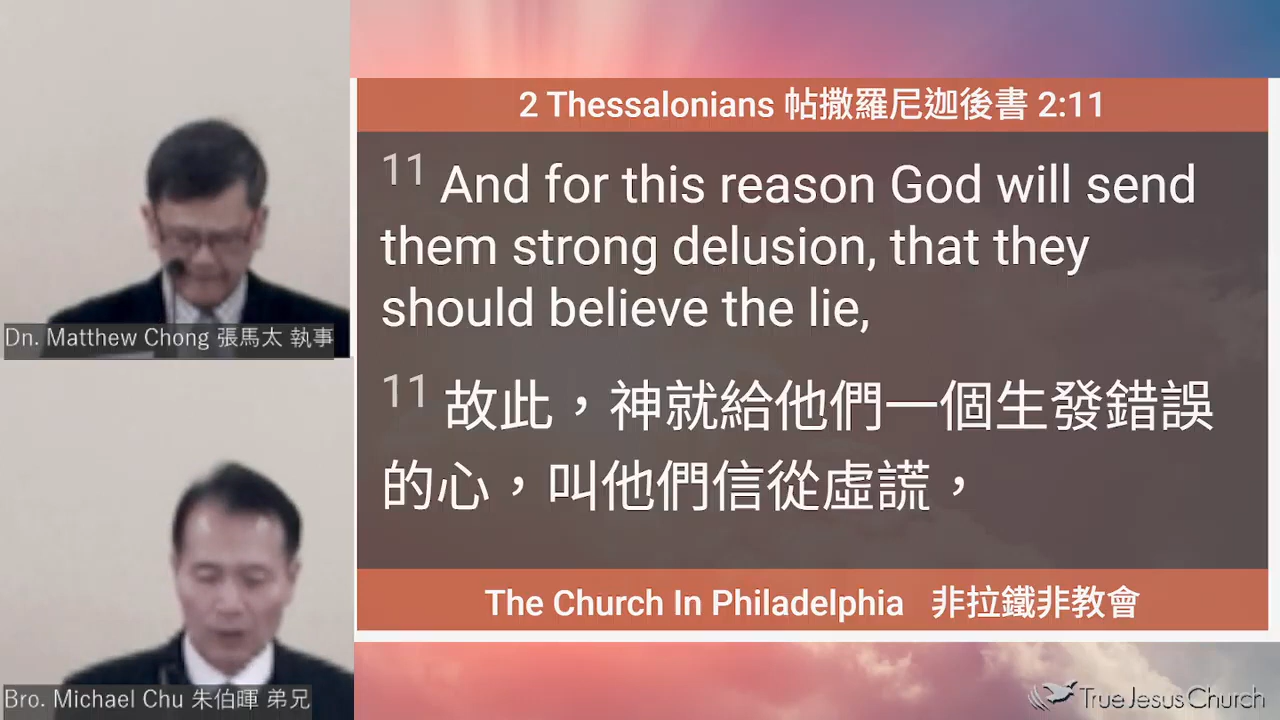 2 Thessalonians 帖撒羅尼迦後書 2:11
11 And for this reason God will send
them strong delusion, that they
should believe the lie,
11 故此，神就給他們一個生發錯誤
的心，叫他們信從虛謊，
The Church In Philadelphia 非拉鐵非教會
Dn. Matthew Chong 張馬太 執事
Bro. Michael Chu 朱伯暉 弟兄
True Jesus Church